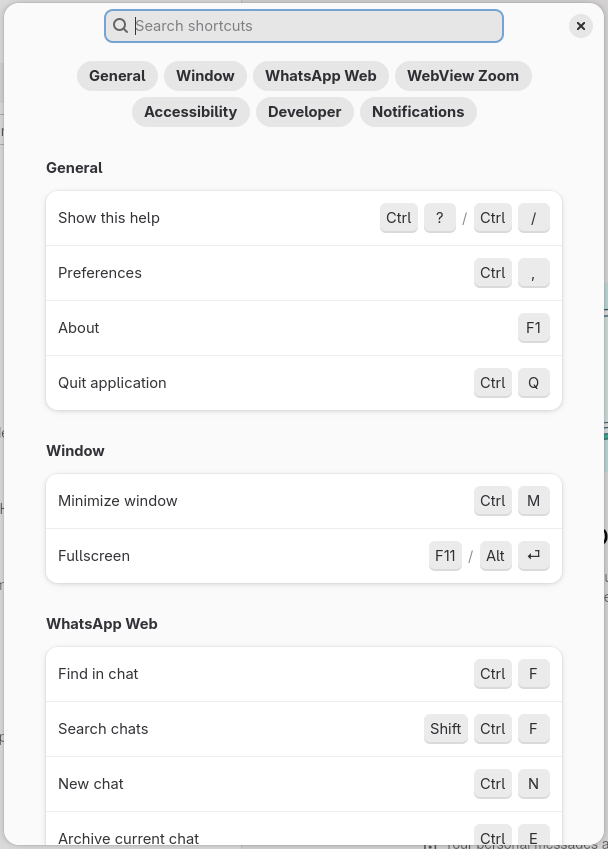 Search shortcuts
General Window WhatsApp Web WebView Zoom
Accessibility Developer Notifications
General
Show this help Ctrl ? / Ctrl /
Preferences Ctrl ,
About F1
Quit application Ctrl Q
Window
Minimize window Ctrl M
Fullscreen F11 / Alt ⏎
WhatsApp Web
Find in chat Ctrl F
Search chats Shift Ctrl F
New chat Ctrl N
Archive current chat Ctrl E